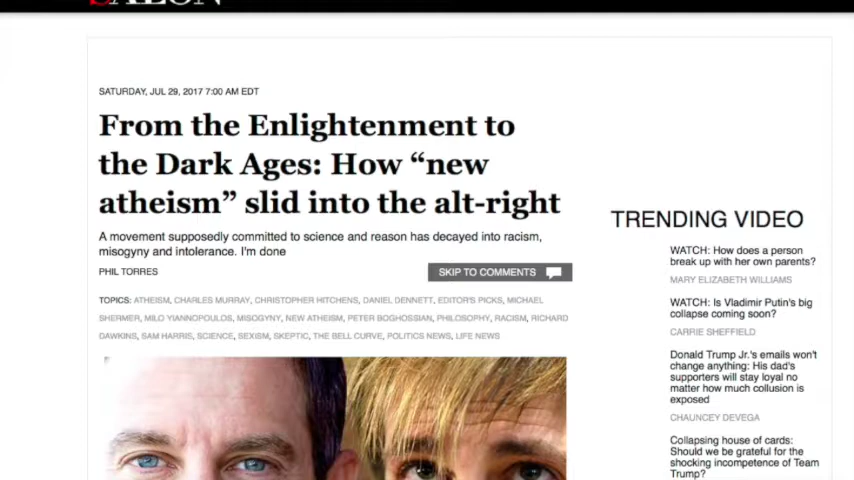 SALON
SATURDAY, JUL 29, 2017 7:00 AM EDT
From the Enlightenment to
the Dark Ages: How “new
atheism” slid into the alt-right
A movement supposedly committed to science and reason has decayed into racism,
misogyny and intolerance. I'm done
PHIL TORRES
SKIP TO COMMENTS
TOPICS: ATHEISM, CHARLES MURRAY, CHRISTOPHER HITCHENS, DANIEL DENNETT, EDITOR'S PICKS, MICHAEL
SHERMER, MILO YIANNOPOULOS, MISOGYNY, NEW ATHEISM, PETER BOGHOSSIAN, PHILOSOPHY, RACISM, RICHARD
DAWKINS, SAM HARRIS, SCIENCE, SEXISM, SKEPTIC, THE BELL CURVE, POLITICS NEWS, LIFE NEWS
TRENDING VIDEO
WATCH: How does a person
break up with her own parents?
MARY ELIZABETH WILLIAMS
WATCH: Is Vladimir Putin's big
collapse coming soon?
CARRIE SHEFFIELD
Donald Trump Jr.'s emails won't
change anything: His dad's
supporters will stay loyal no
matter how much collusion is
exposed
CHAUNCEY DEVEGA
Collapsing house of cards:
Should we be grateful for the
shocking incompetence of Team
Trump?